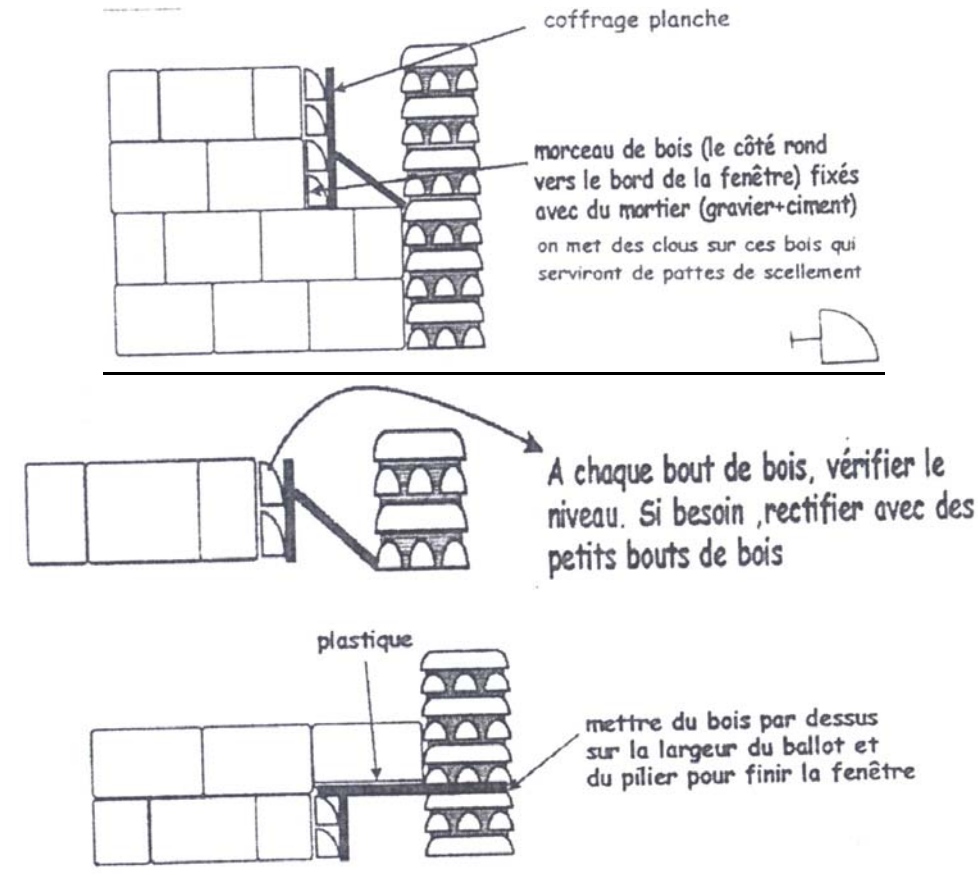 coffrage planche
morceau de bois (le côté rond
vers le bord de la fenêtre) fixés
avec du mortier (gravier+ciment)
on met des clous sur ces bois qui
serviront de pattes de scellement
A chaque bout de bois, vérifier le
niveau. Si besoin ,rectifier avec des
petits bouts de bois
plastique
mettre du bois par dessus
sur la largeur du ballot et
du pilier pour finir la fenêtre